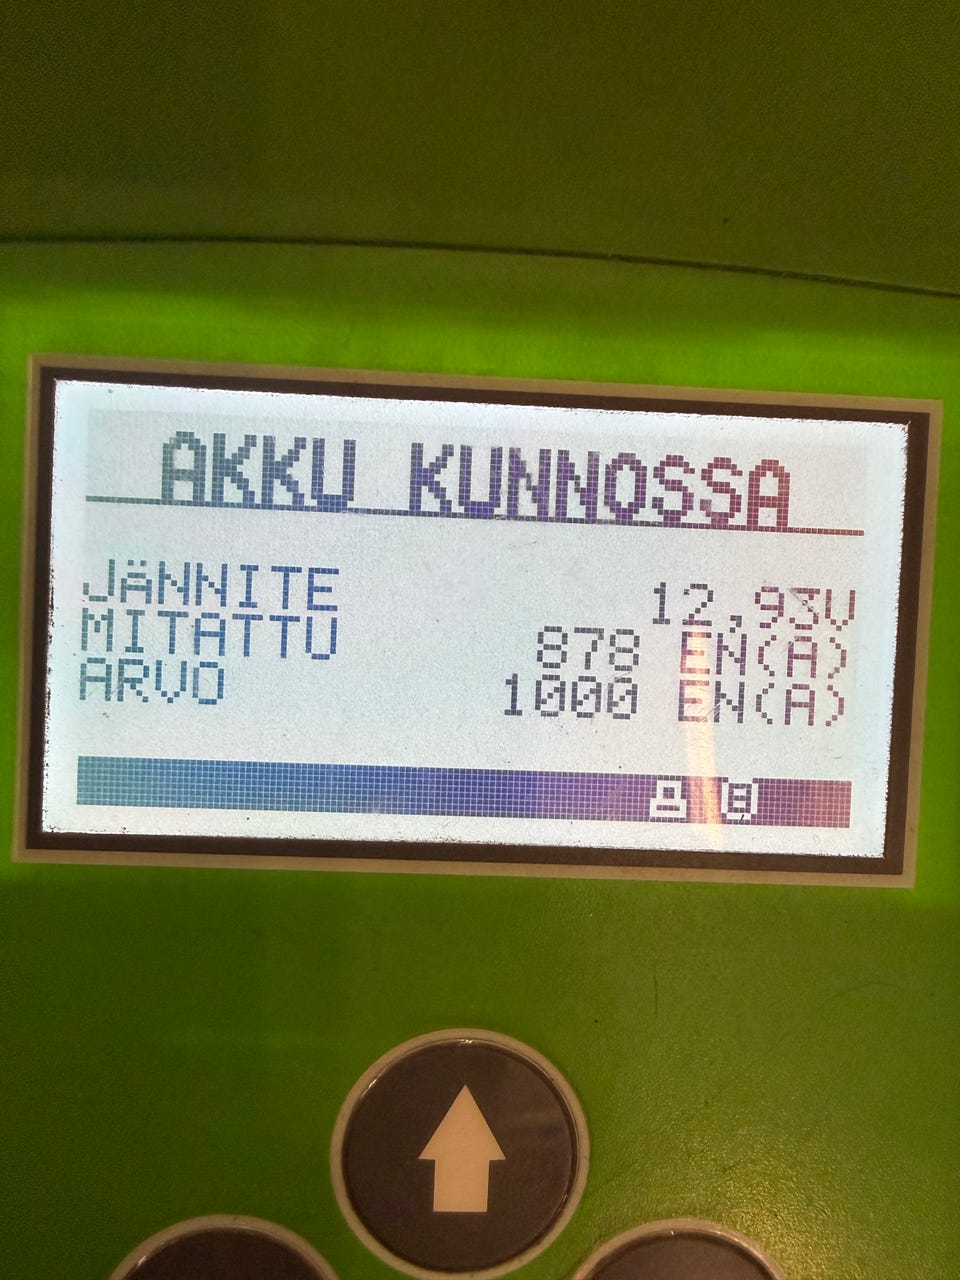 AKKU KUNNOSSA
JäNNITE 12,93V
MITATTU 878 EN(A)
ARVO 1000 EN(A)